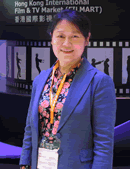 Hong Kong International
Film & TV Market (FILMART)
香港國際影視